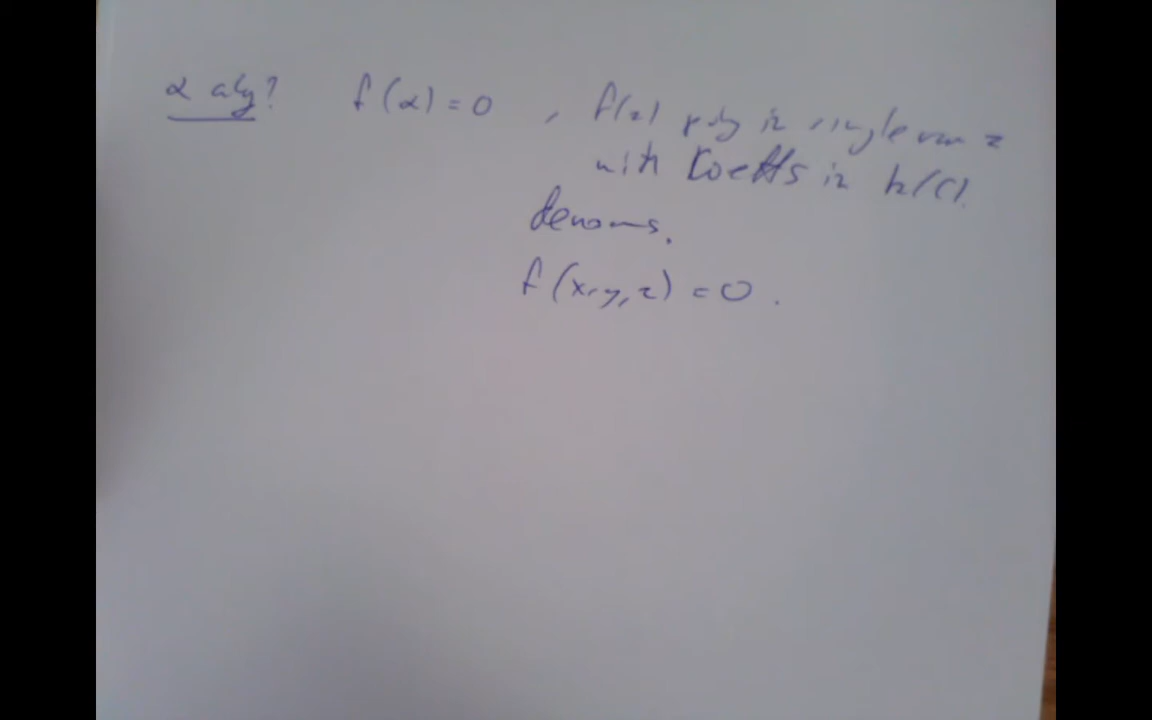 α alg? f(α) = 0 , f(z) poly in single var z
with coeffs in k(C).
denoms.
f(x,y,z) = 0 .